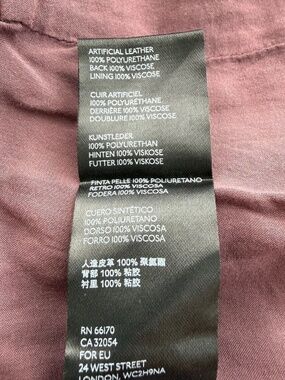 ARTIFICIAL LEATHER
100% POLYURETHANE
BACK 100% VISCOSE
LINING 100% VISCOSE
CUIR ARTIFICIEL
100% POLYURÉTHANE
DERRIÈRE 100% VISCOSE
DOUBLURE 100% VISCOSE
KUNSTLEDER
100% POLYURETHAN
HINTEN 100% VISKOSE
FUTTER 100% VISKOSE
FINTA PELLE 100% POLIURETANO
RETRO 100% VISCOSA
FODERA 100% VISCOSA
CUERO SINTÉTICO
100% POLIURETANO
DORSO 100% VISCOSA
FORRO 100% VISCOSA
人造皮革 100% 聚氨酯
背部 100% 粘胶
衬里 100% 粘胶
RN 66170
CA 32054
FOR EU
24 WEST STREET
LONDON, WC2H9NA